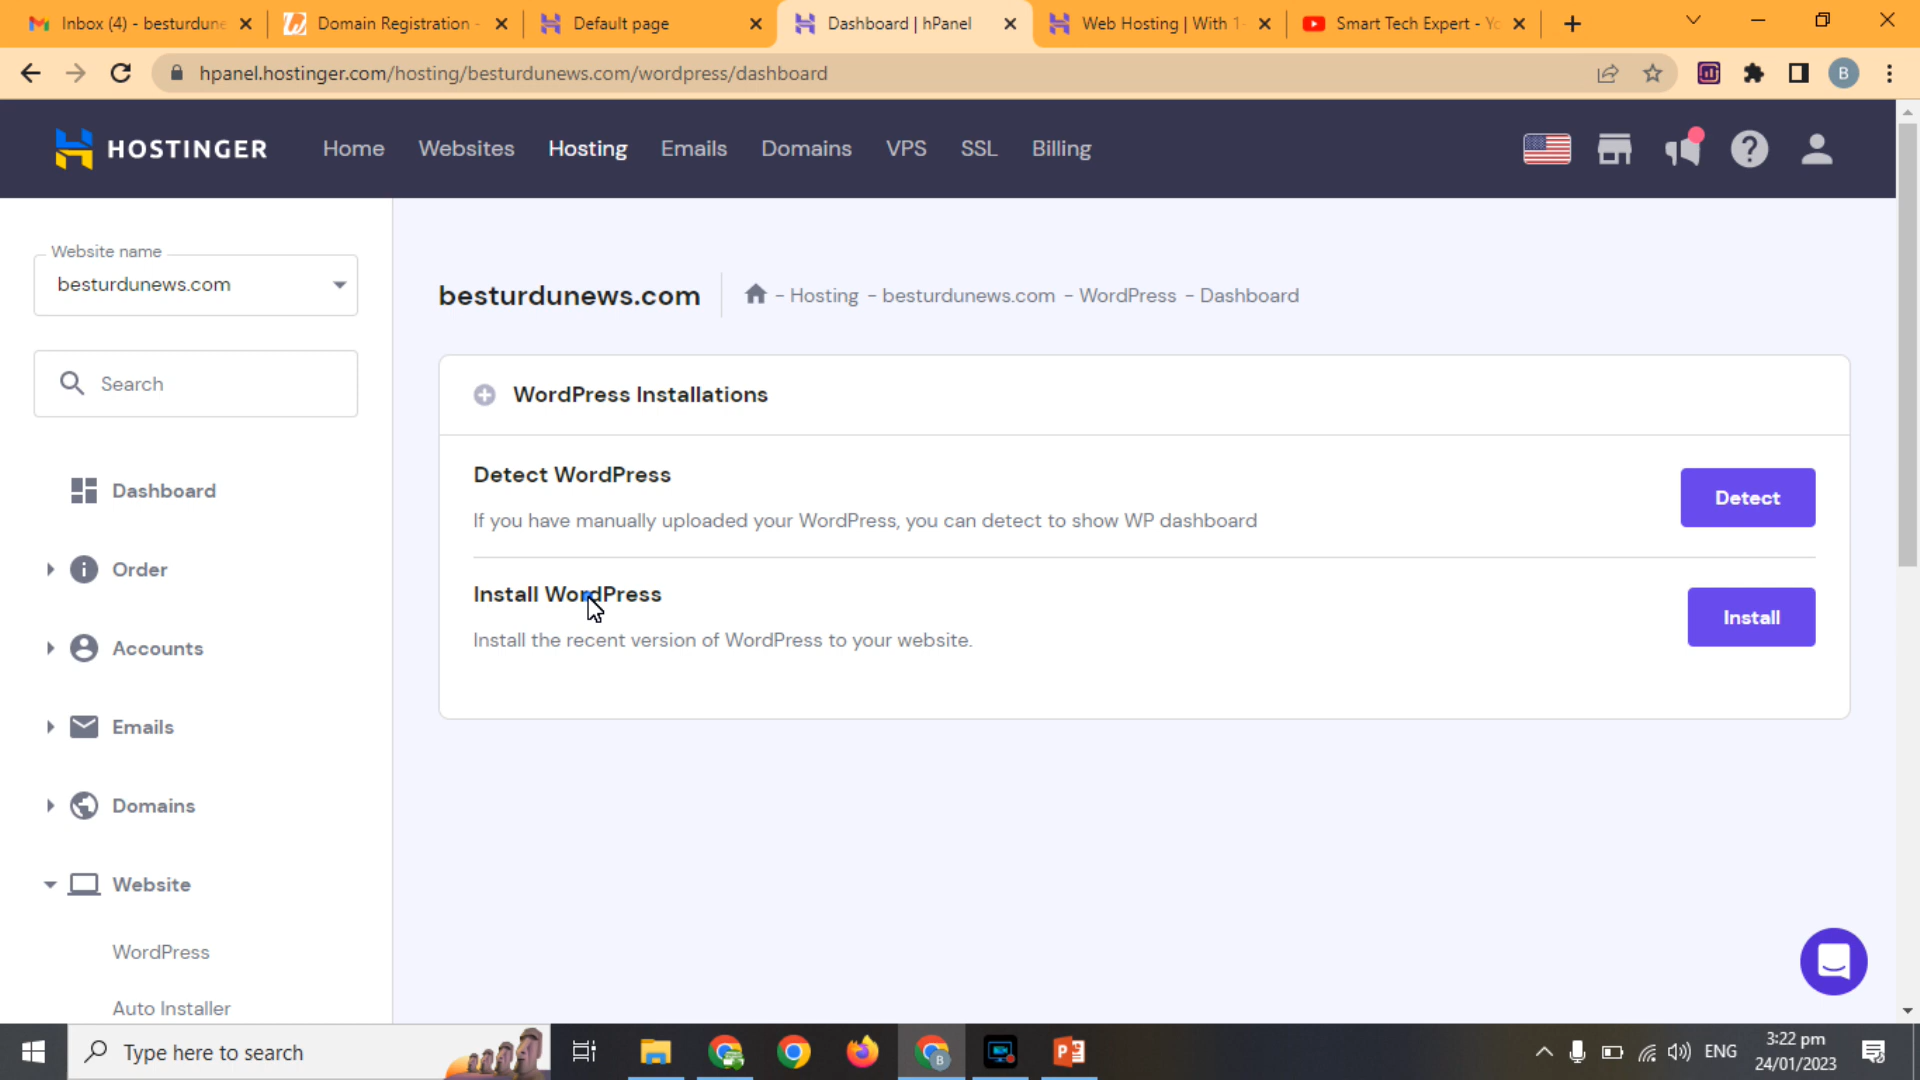 Inbox (4) - besturdune
Domain Registration -
Default page
Dashboard | hPanel
Web Hosting | With 1-
Smart Tech Expert - Yo
hpanel.hostinger.com/hosting/besturdunews.com/wordpress/dashboard
B
HOSTINGER
Home
Websites
Hosting
Emails
Domains
VPS
SSL
Billing
Website name
besturdunews.com
Search
Dashboard
Order
Accounts
Emails
Domains
Website
WordPress
Auto Installer
besturdunews.com
- Hosting - besturdunews.com - WordPress - Dashboard
WordPress Installations
Detect WordPress
If you have manually uploaded your WordPress, you can detect to show WP dashboard
Detect
Install WordPress
Install the recent version of WordPress to your website.
Install
Type here to search
B
ENG
3:22 pm
24/01/2023